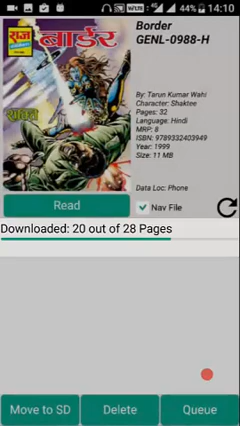 44% 14:10
राज
बार्डर
Border
GENL-0988-H
By: Tarun Kumar Wahi
Character: Shaktee
Pages: 32
Language: Hindi
MRP: 8
ISBN: 9789332403949
Year: 1999
Size: 11 MB
Data Loc: Phone
Read
Nav File
Downloaded: 20 out of 28 Pages
Move to SD
Delete
Queue